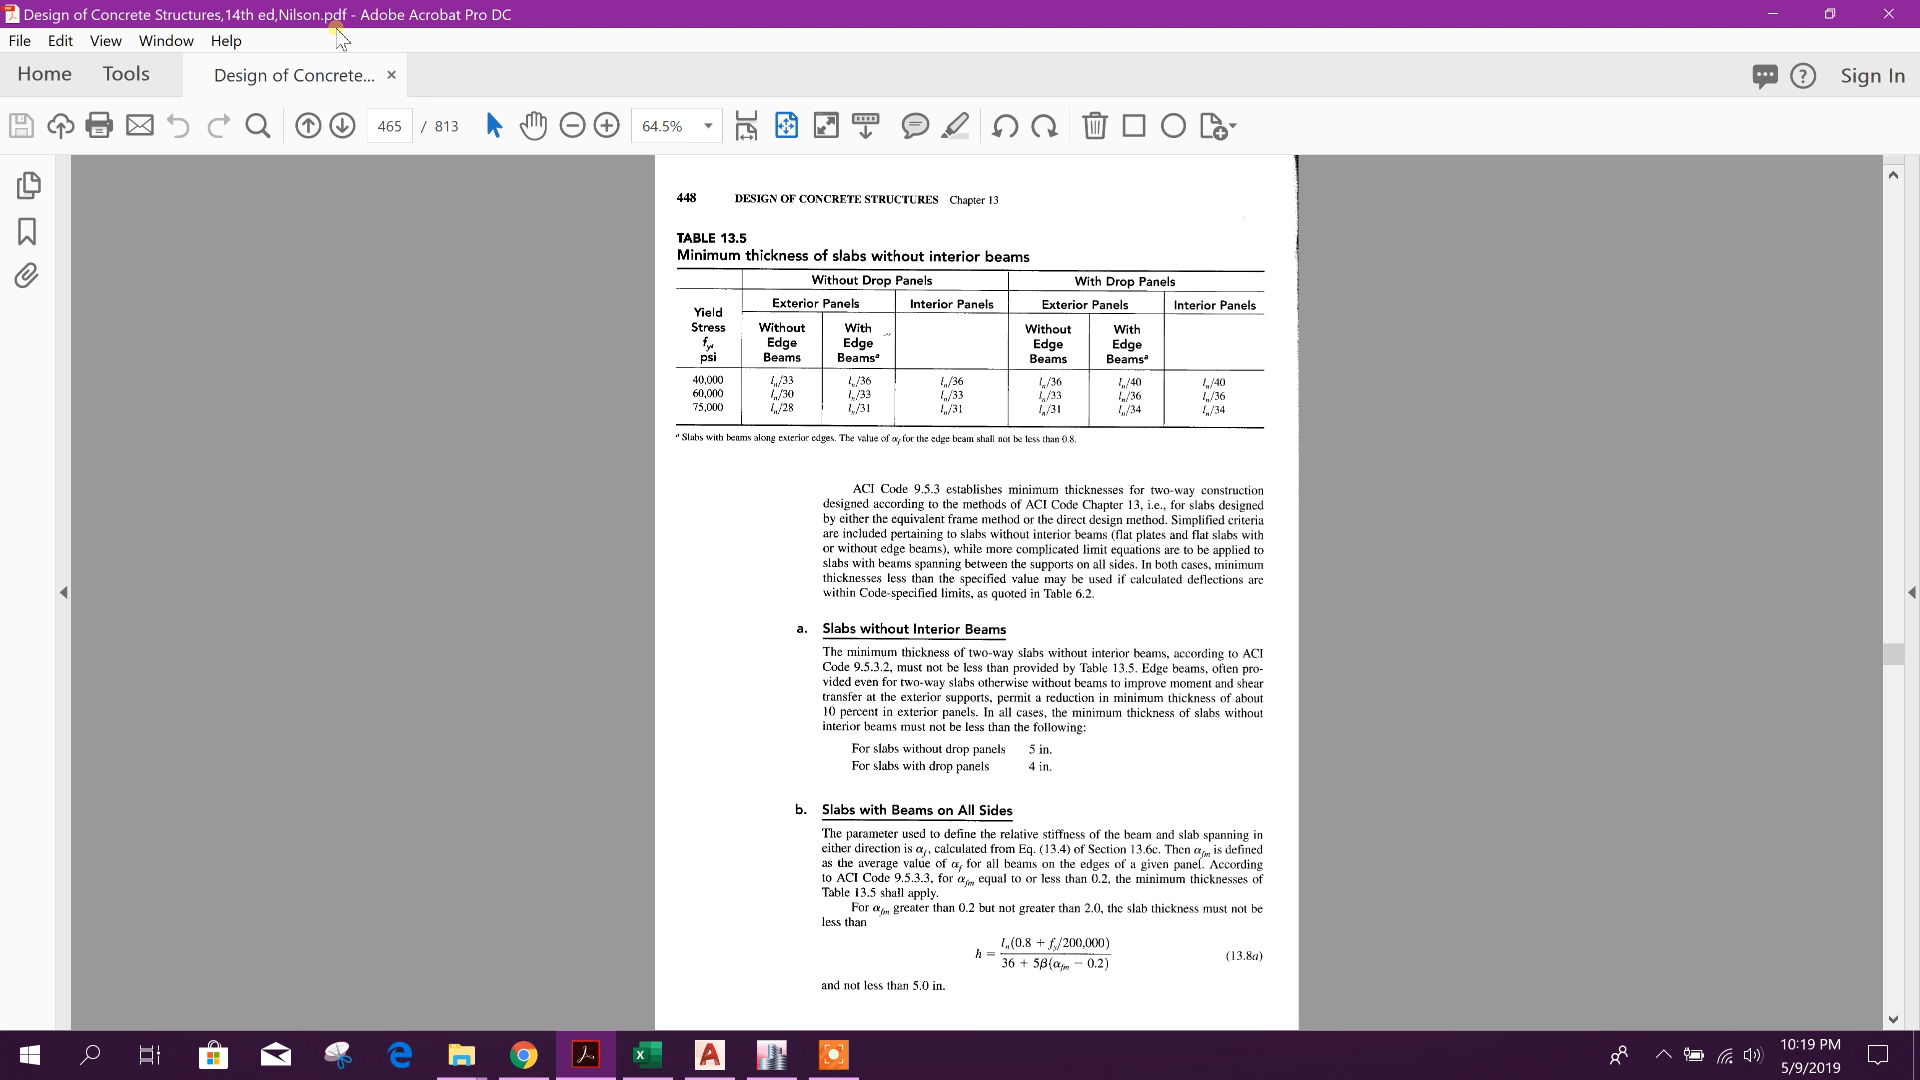 Design of Concrete Structures,14th ed,Nilson.pdf - Adobe Acrobat Pro DC
File Edit View Window Help
Home Tools Design of Concrete... × Sign In
465 / 813 64.5%
448 DESIGN OF CONCRETE STRUCTURES Chapter 13
TABLE 13.5
Minimum thickness of slabs without interior beams
Without Drop Panels With Drop Panels
Exterior Panels Interior Panels Exterior Panels Interior Panels
Yield Stress fy, psi Without Edge Beams With Edge Beamsᵃ Without Edge Beams With Edge Beamsᵃ
40,000 lₙ/33 lₙ/36 lₙ/36 lₙ/36 lₙ/40 lₙ/40
60,000 lₙ/30 lₙ/33 lₙ/33 lₙ/33 lₙ/36 lₙ/36
75,000 lₙ/28 lₙ/31 lₙ/31 lₙ/31 lₙ/34 lₙ/34
ᵃ Slabs with beams along exterior edges. The value of αf for the edge beam shall not be less than 0.8.
ACI Code 9.5.3 establishes minimum thicknesses for two-way construction
designed according to the methods of ACI Code Chapter 13, i.e., for slabs designed
by either the equivalent frame method or the direct design method. Simplified criteria
are included pertaining to slabs without interior beams (flat plates and flat slabs with
or without edge beams), while more complicated limit equations are to be applied to
slabs with beams spanning between the supports on all sides. In both cases, minimum
thicknesses less than the specified value may be used if calculated deflections are
within Code-specified limits, as quoted in Table 6.2.
a. Slabs without Interior Beams
The minimum thickness of two-way slabs without interior beams, according to ACI
Code 9.5.3.2, must not be less than provided by Table 13.5. Edge beams, often pro-
vided even for two-way slabs otherwise without beams to improve moment and shear
transfer at the exterior supports, permit a reduction in minimum thickness of about
10 percent in exterior panels. In all cases, the minimum thickness of slabs without
interior beams must not be less than the following:
For slabs without drop panels 5 in.
For slabs with drop panels 4 in.
b. Slabs with Beams on All Sides
The parameter used to define the relative stiffness of the beam and slab spanning in
either direction is αf, calculated from Eq. (13.4) of Section 13.6c. Then αfm is defined
as the average value of αf for all beams on the edges of a given panel. According
to ACI Code 9.5.3.3, for αfm equal to or less than 0.2, the minimum thicknesses of
Table 13.5 shall apply.
For αfm greater than 0.2 but not greater than 2.0, the slab thickness must not be
less than
h = lₙ(0.8 + fy/200,000) / 36 + 5β(αfm − 0.2) (13.8a)
and not less than 5.0 in.
10:19 PM
5/9/2019